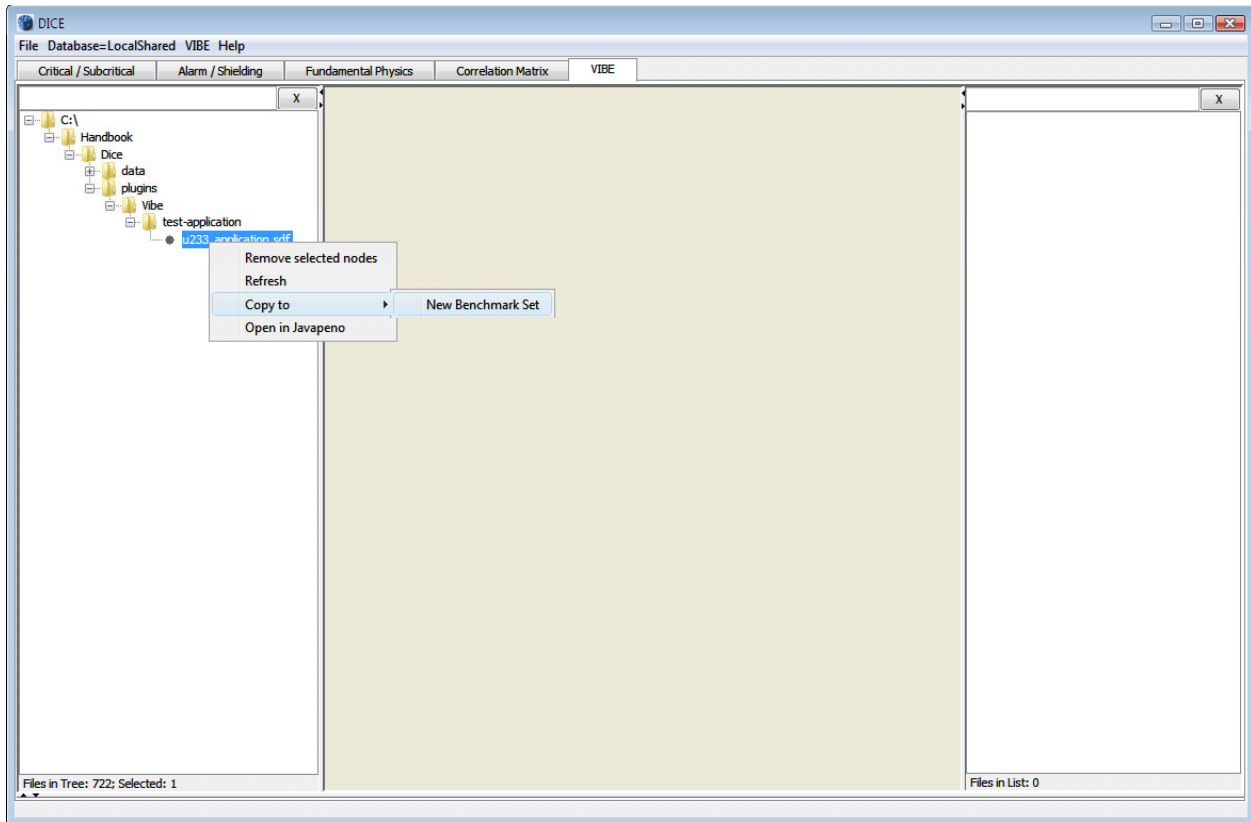 DICE
File Database=LocalShared VIBE Help
Critical / Subcritical Alarm / Shielding Fundamental Physics Correlation Matrix VIBE
X X
C:\
Handbook
Dice
data
plugins
Vibe
test-application
u233_application.sdf
Remove selected nodes
Refresh
Copy to New Benchmark Set
Open in Javapeno
Files in Tree: 722; Selected: 1 Files in List: 0